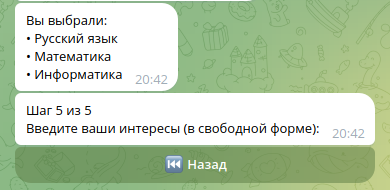 Вы выбрали:
• Русский язык
• Математика
• Информатика
20:42
Шаг 5 из 5
Введите ваши интересы (в свободной форме):
20:42
⏮ Назад